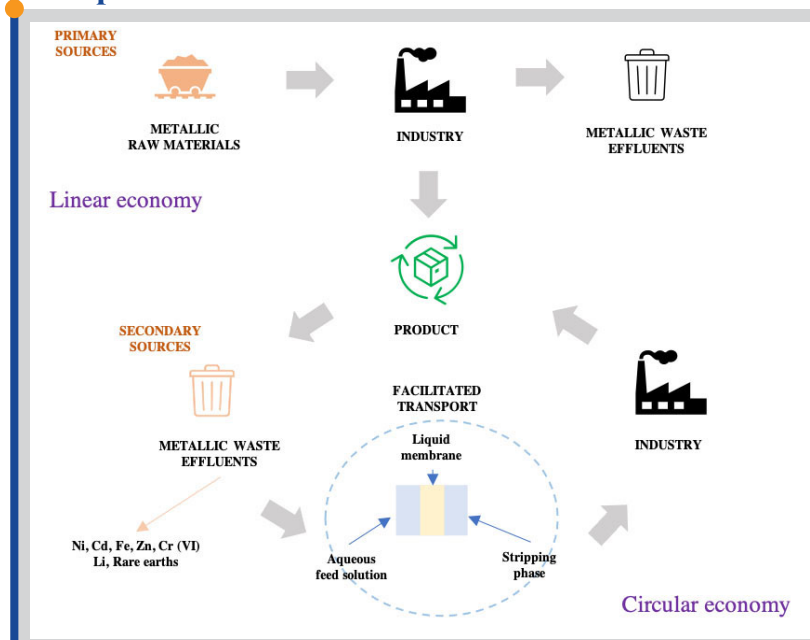 PRIMARY
SOURCES
METALLIC
RAW MATERIALS
INDUSTRY
METALLIC WASTE
EFFLUENTS
Linear economy
PRODUCT
SECONDARY
SOURCES
METALLIC WASTE
EFFLUENTS
FACILITATED
TRANSPORT
Liquid
membrane
INDUSTRY
Ni, Cd, Fe, Zn, Cr (VI)
Li, Rare earths
Aqueous
feed solution
Stripping
phase
Circular economy